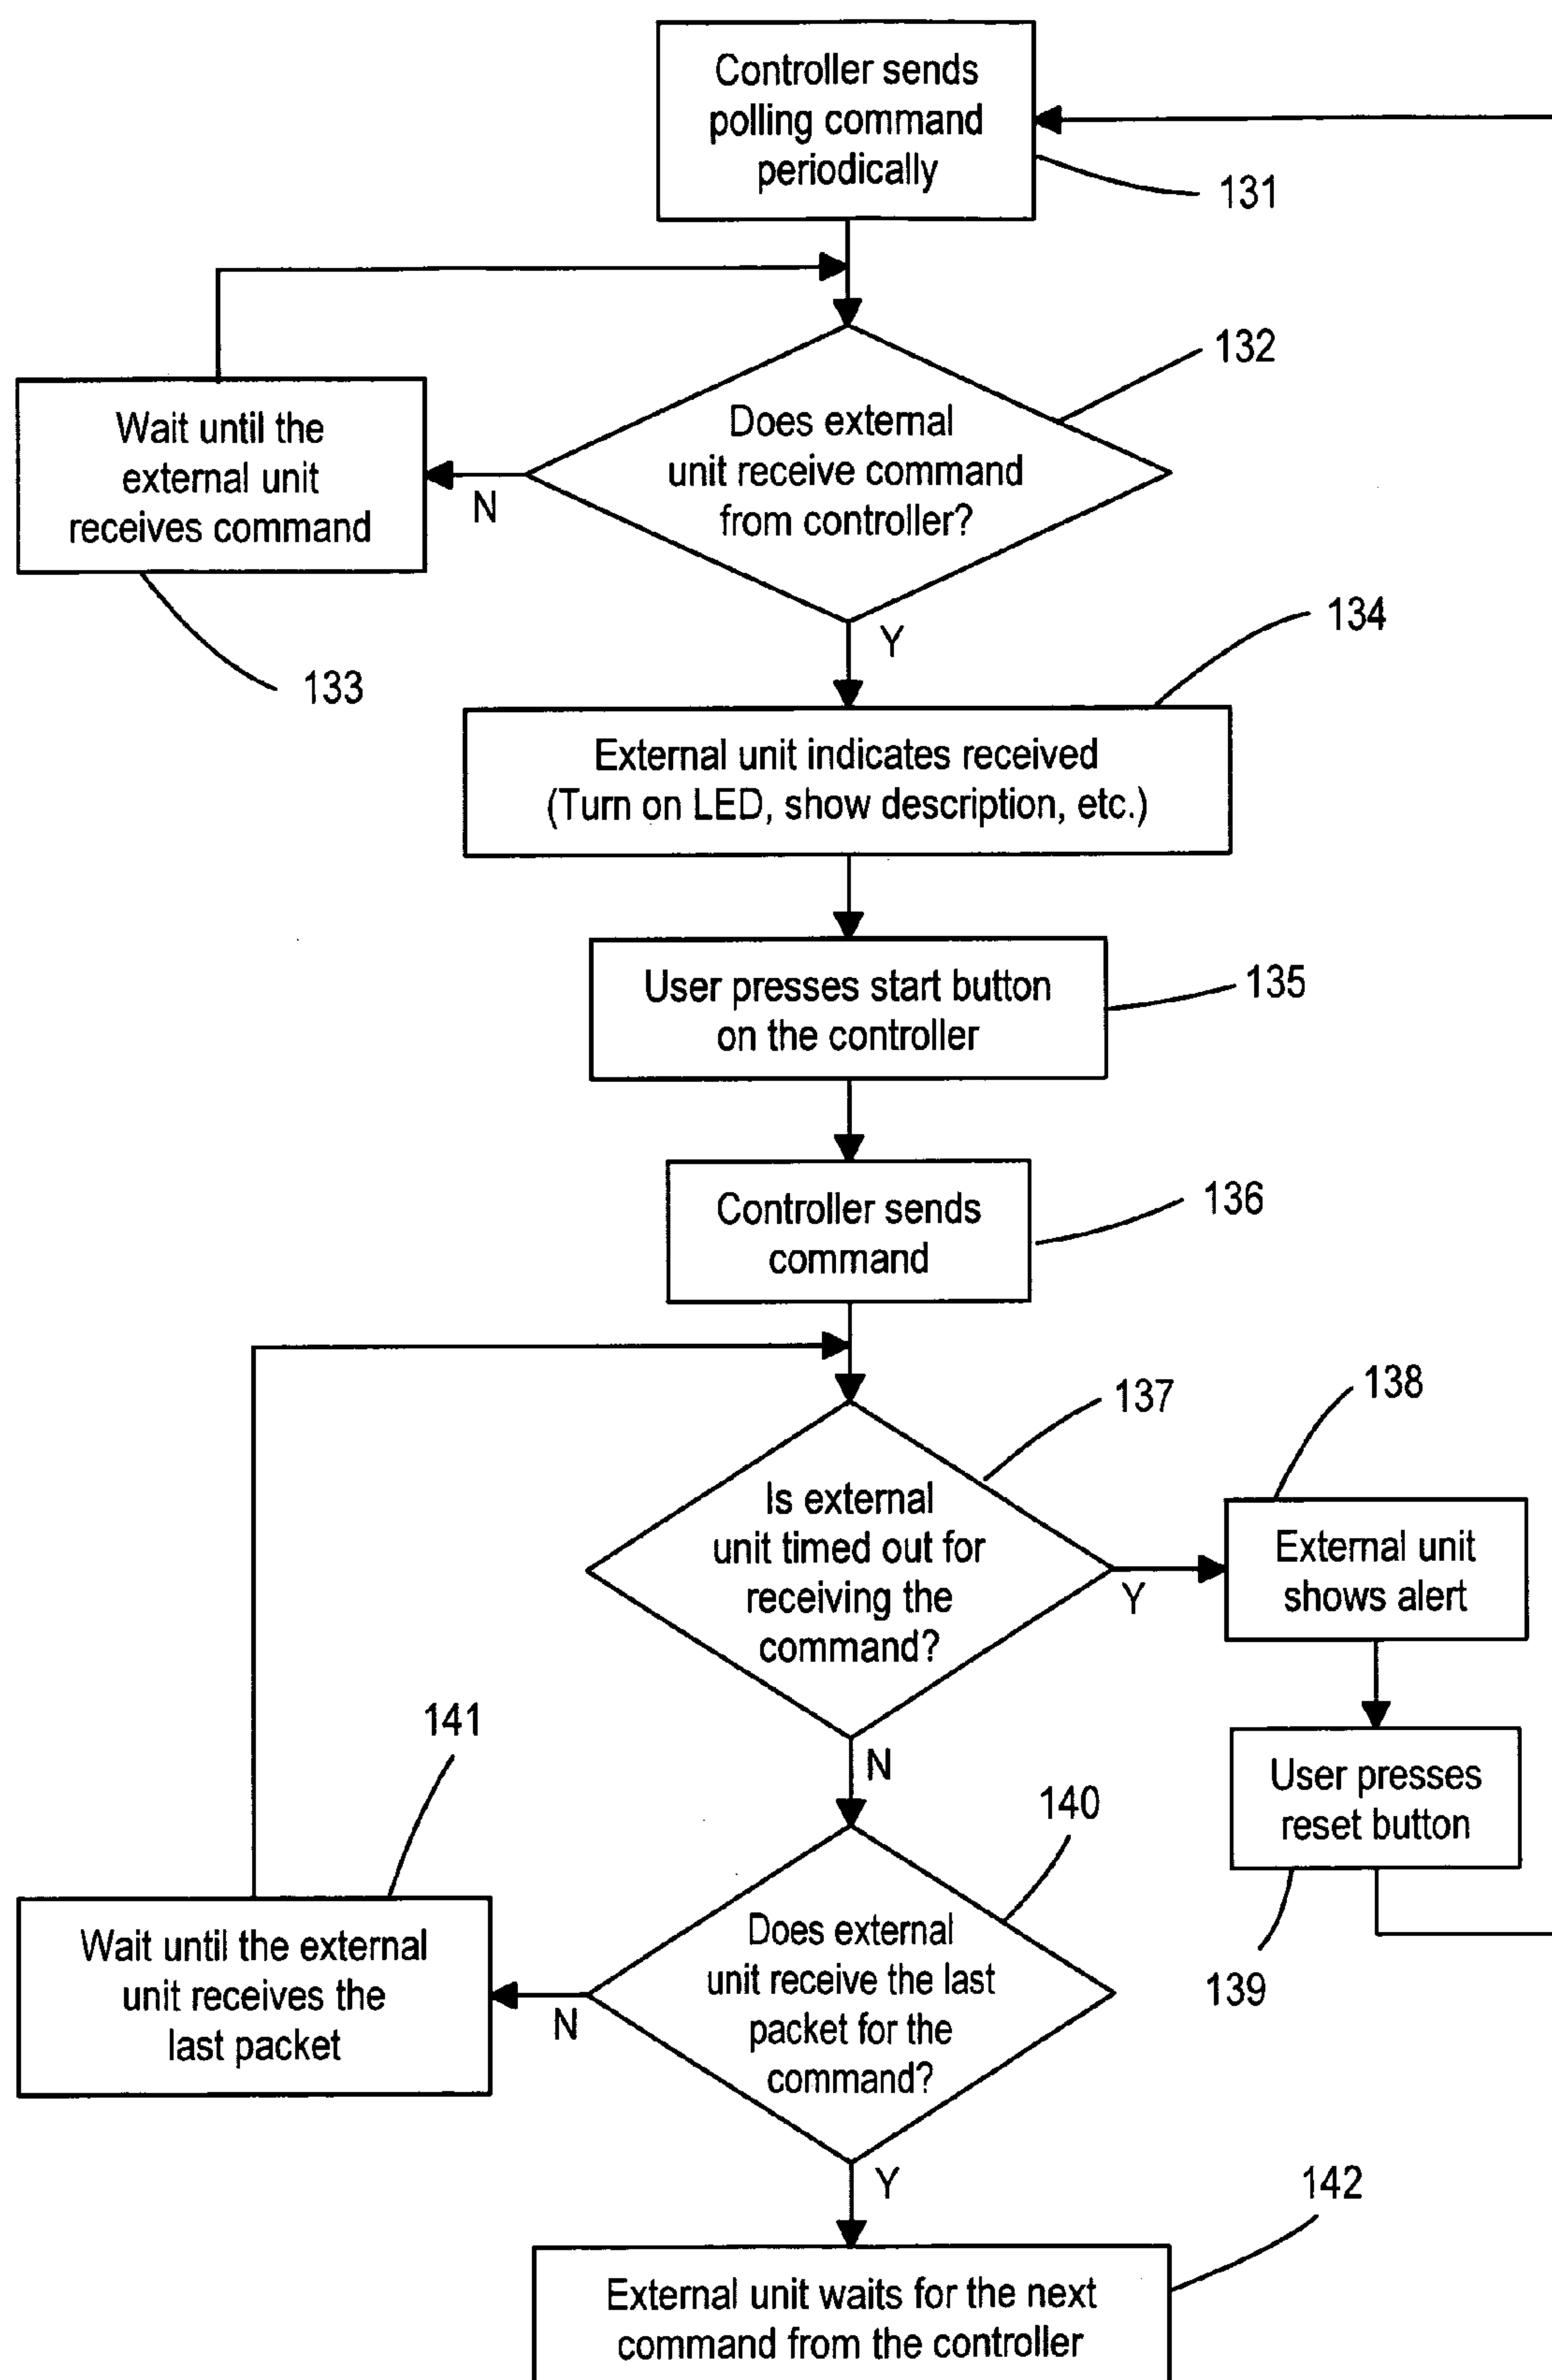 Controller sends
polling command
periodically
131
132
Does external
unit receive command
from controller?
N
Y
Wait until the
external unit
receives command
133
134
External unit indicates received
(Turn on LED, show description, etc.)
User presses start button
on the controller
135
Controller sends
command
136
137
Is external
unit timed out for
receiving the
command?
Y
N
138
External unit
shows alert
User presses
reset button
139
140
Does external
unit receive the last
packet for the
command?
N
Y
141
Wait until the external
unit receives the
last packet
142
External unit waits for the next
command from the controller